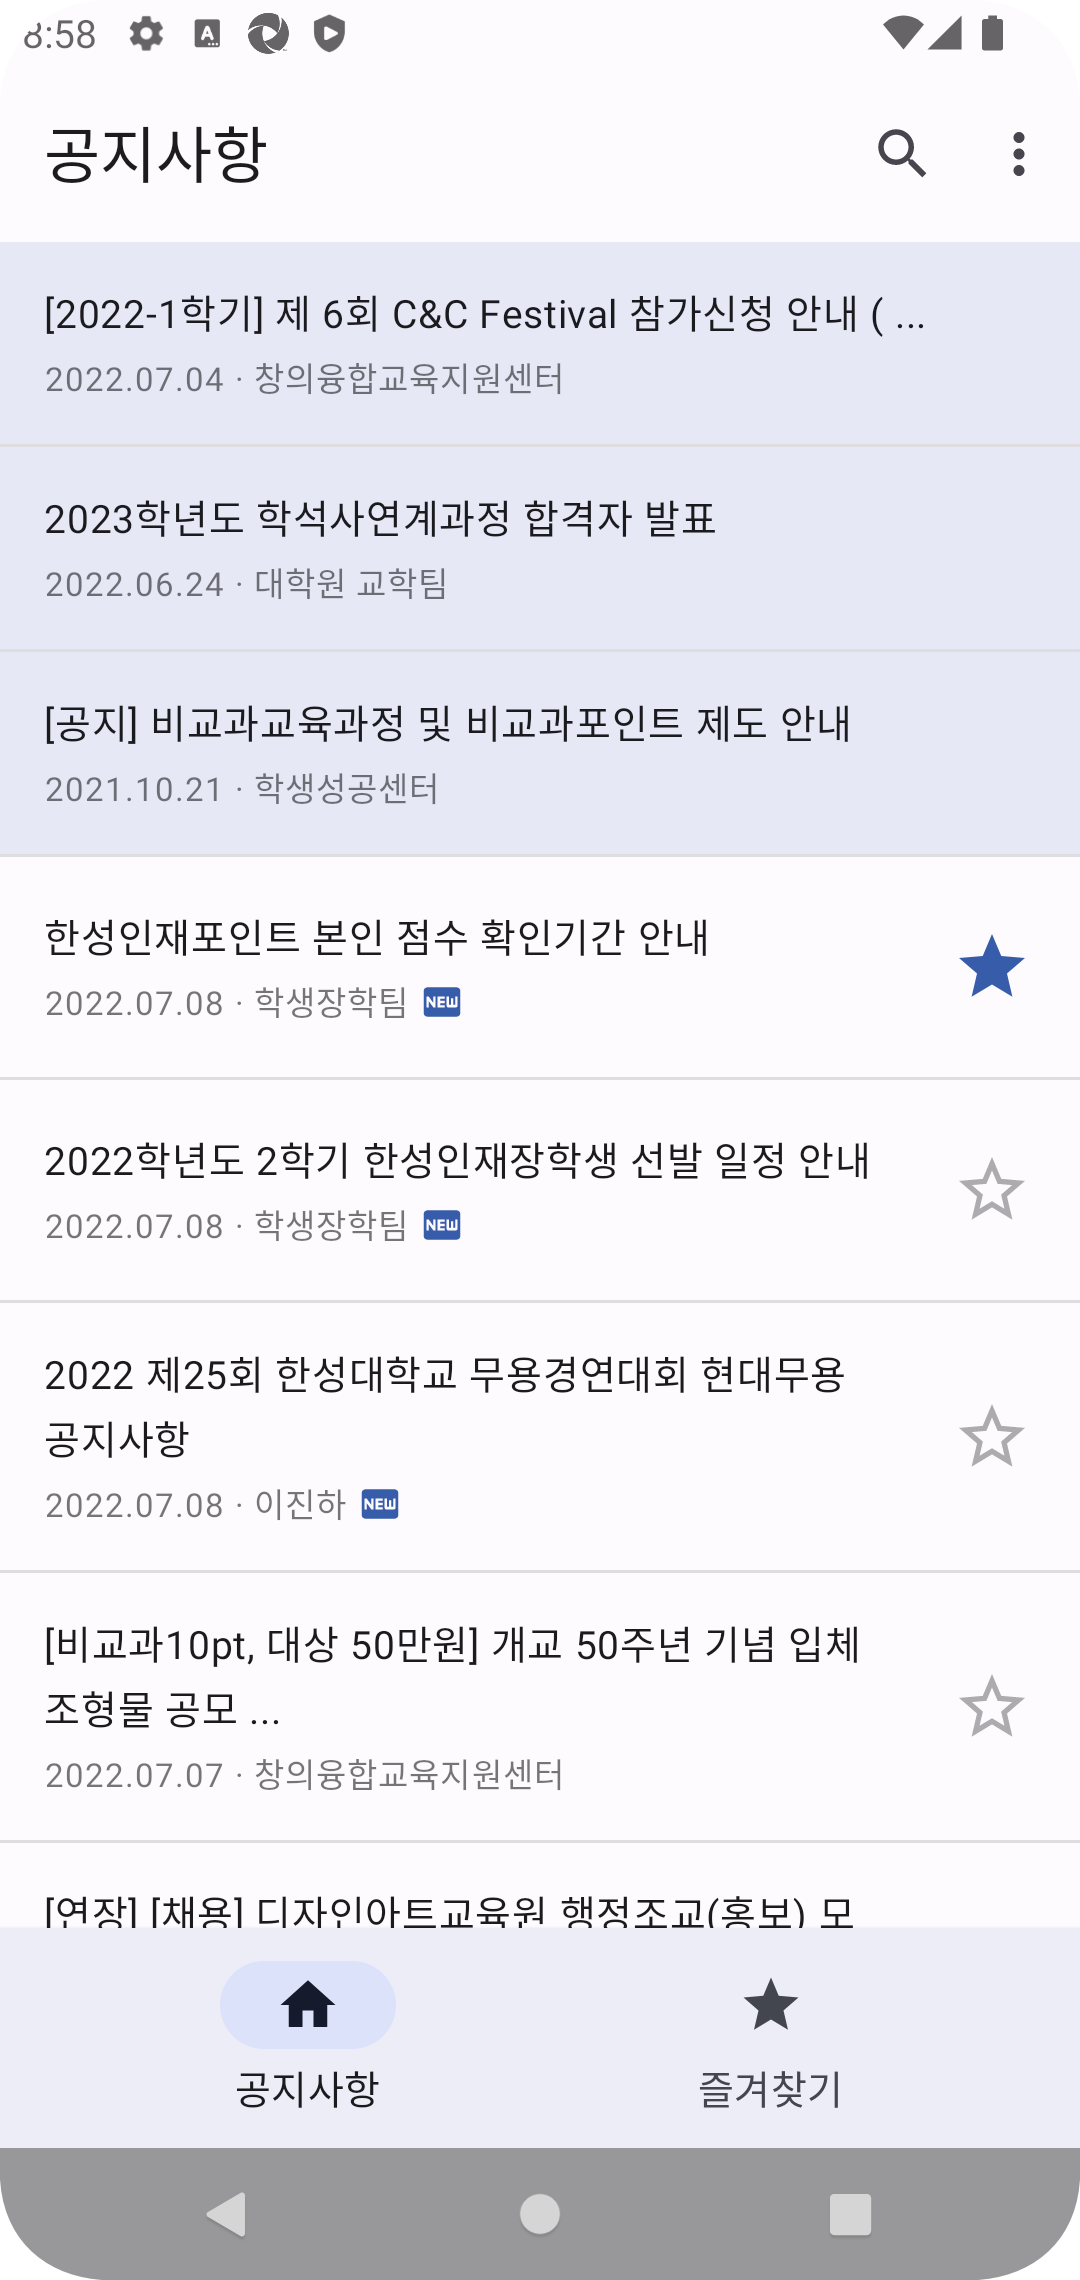 8:58
공지사항
[2022-1학기] 제 6회 C&C Festival 참가신청 안내 ( ...
2022.07.04 · 창의융합교육지원센터
2023학년도 학석사연계과정 합격자 발표
2022.06.24 · 대학원 교학팀
[공지] 비교과교육과정 및 비교과포인트 제도 안내
2021.10.21 · 학생성공센터
한성인재포인트 본인 점수 확인기간 안내
2022.07.08 · 학생장학팀 NEW
2022학년도 2학기 한성인재장학생 선발 일정 안내
2022.07.08 · 학생장학팀 NEW
2022 제25회 한성대학교 무용경연대회 현대무용
공지사항
2022.07.08 · 이진하 NEW
[비교과10pt, 대상 50만원] 개교 50주년 기념 입체
조형물 공모 ...
2022.07.07 · 창의융합교육지원센터
[연장] [채용] 디자인아트교육원 행정조교(홍보) 모
공지사항
즐겨찾기